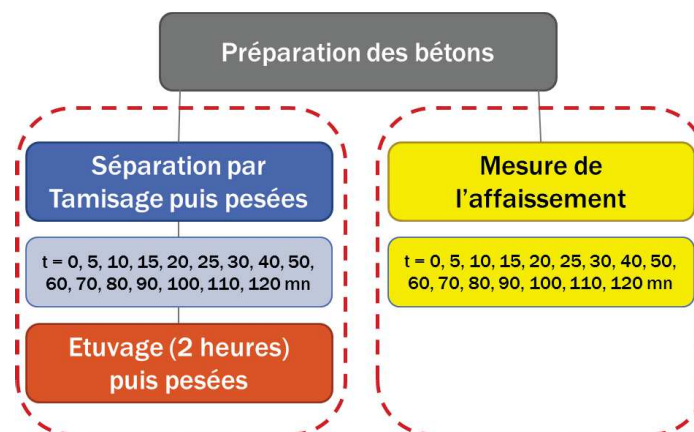 Préparation des bétons
Séparation par
Tamisage puis pesées
t = 0, 5, 10, 15, 20, 25, 30, 40, 50,
60, 70, 80, 90, 100, 110, 120 mn
Etuvage (2 heures)
puis pesées
Mesure de
l'affaissement
t = 0, 5, 10, 15, 20, 25, 30, 40, 50,
60, 70, 80, 90, 100, 110, 120 mn